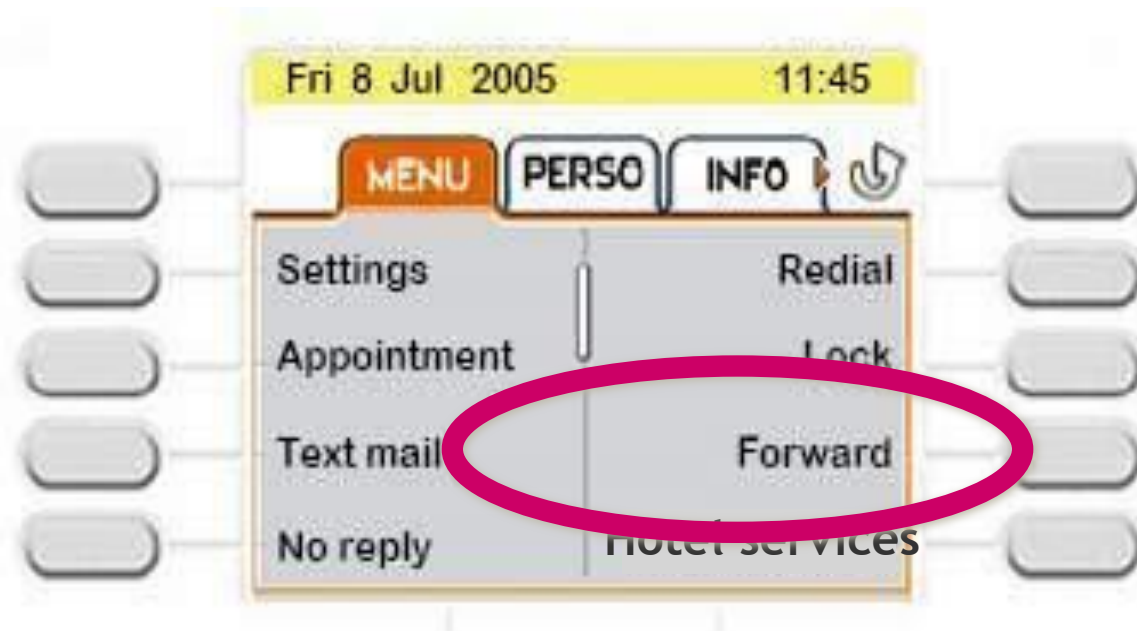 Fri 8 Jul 2005 11:45
MENU PERSO INFO
Settings Redial
Appointment Lock
Text mail Forward
No reply Hotel services